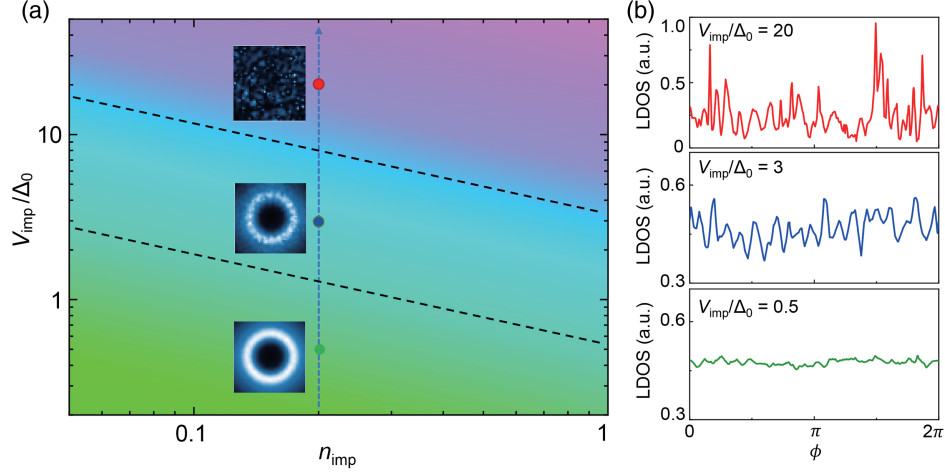 (a)
10
1
V_imp/Δ_0
0.1
1
n_imp
(b)
V_imp/Δ_0 = 20
1.0
0.5
0
LDOS (a.u.)
V_imp/Δ_0 = 3
0.6
0.3
LDOS (a.u.)
V_imp/Δ_0 = 0.5
0.6
0.3
LDOS (a.u.)
0
π
2π
ϕ